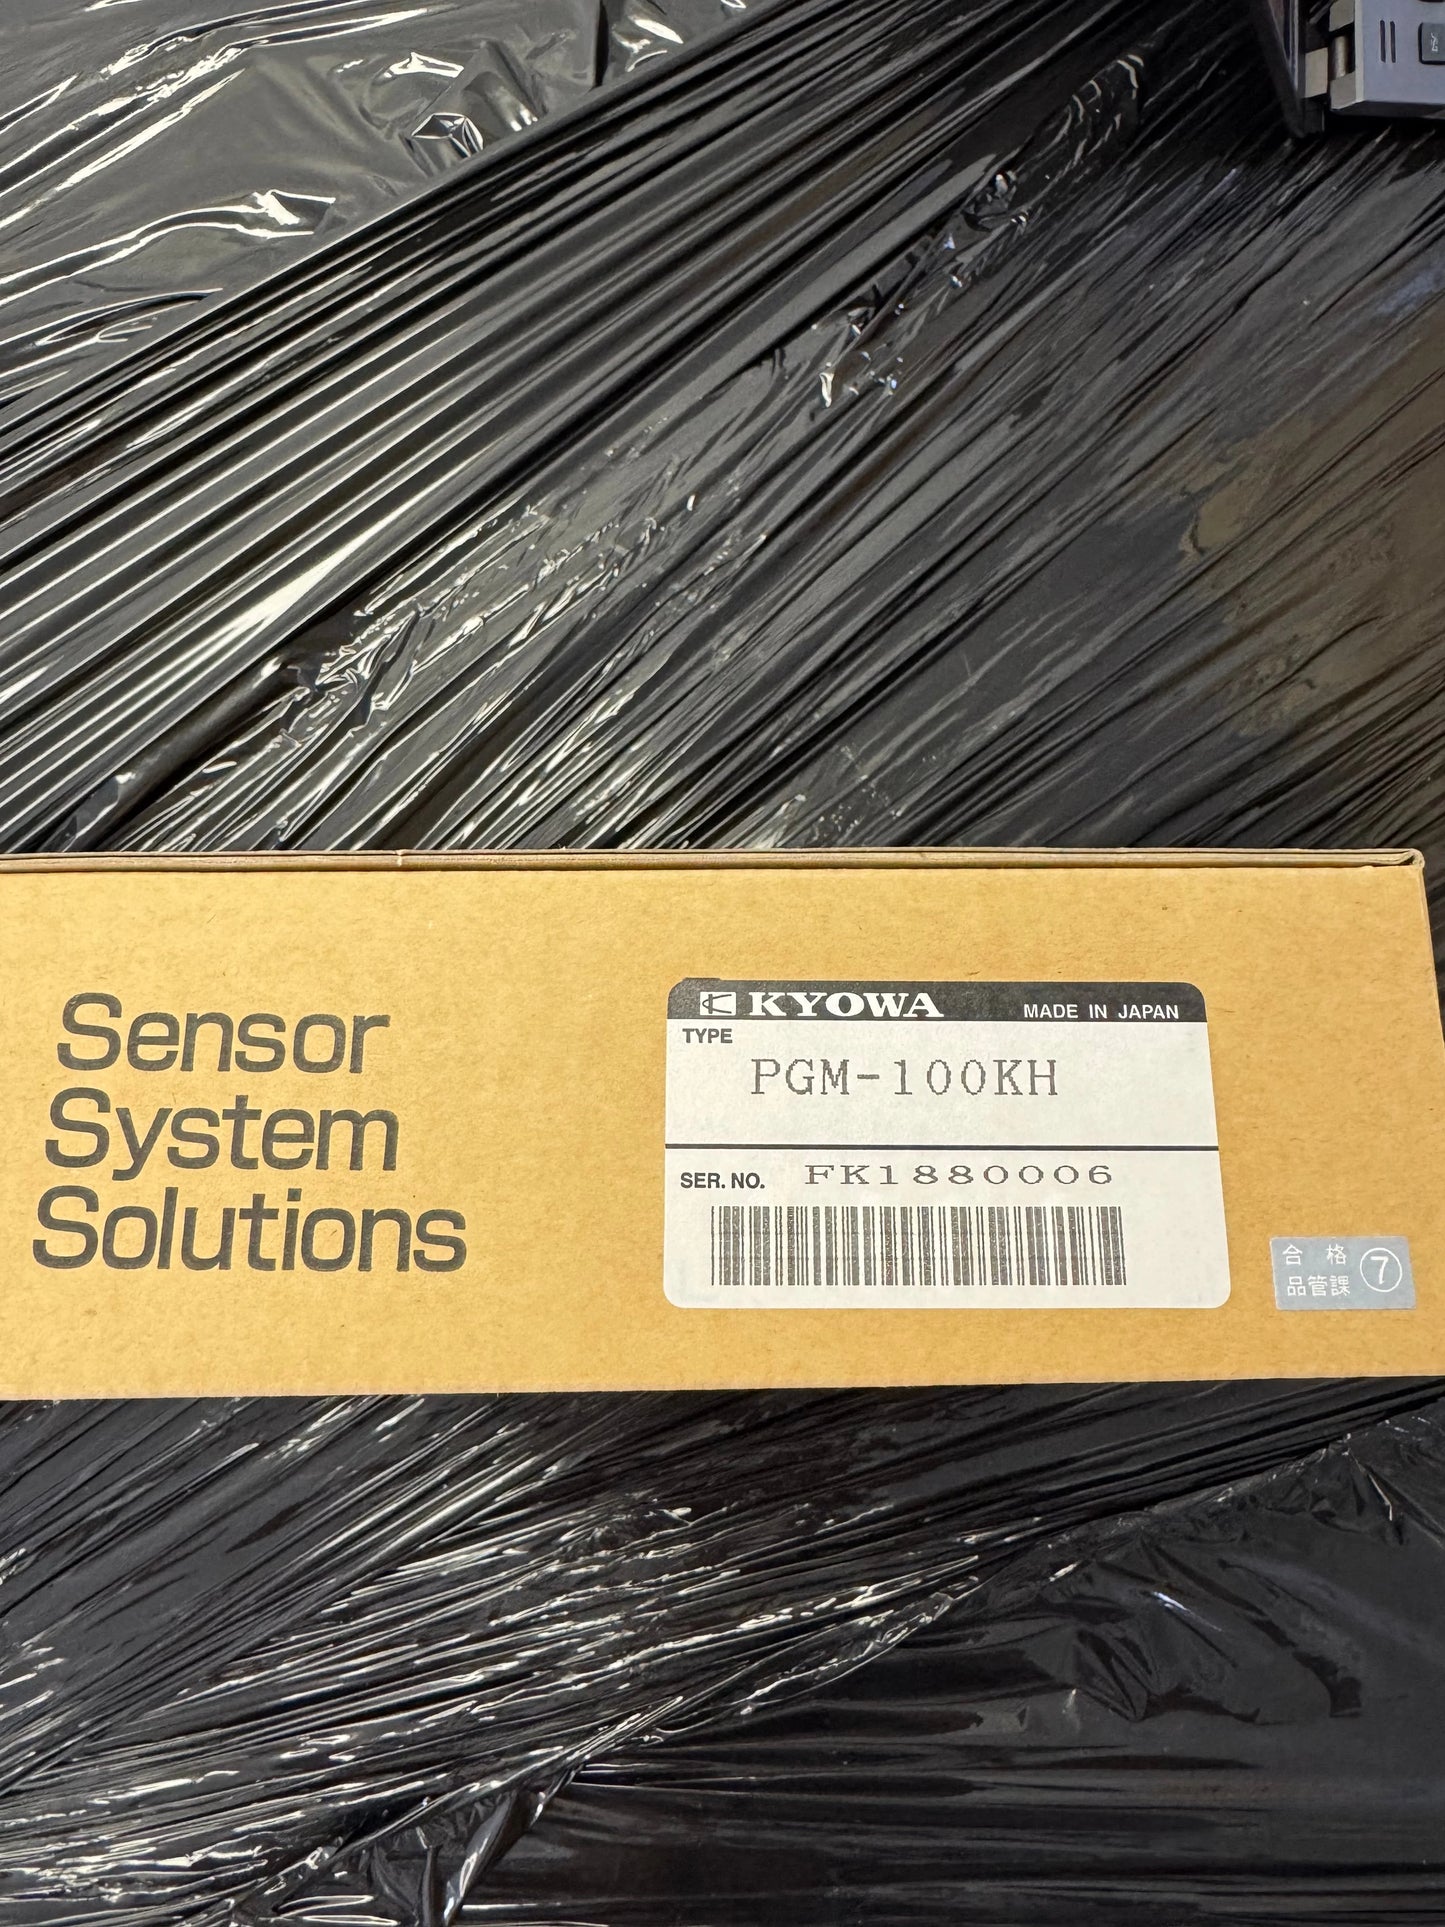 Sensor
System
Solutions
KYOWA MADE IN JAPAN
TYPE
PGM-100KH
SER. NO. FK1880006
合格
品管課 7